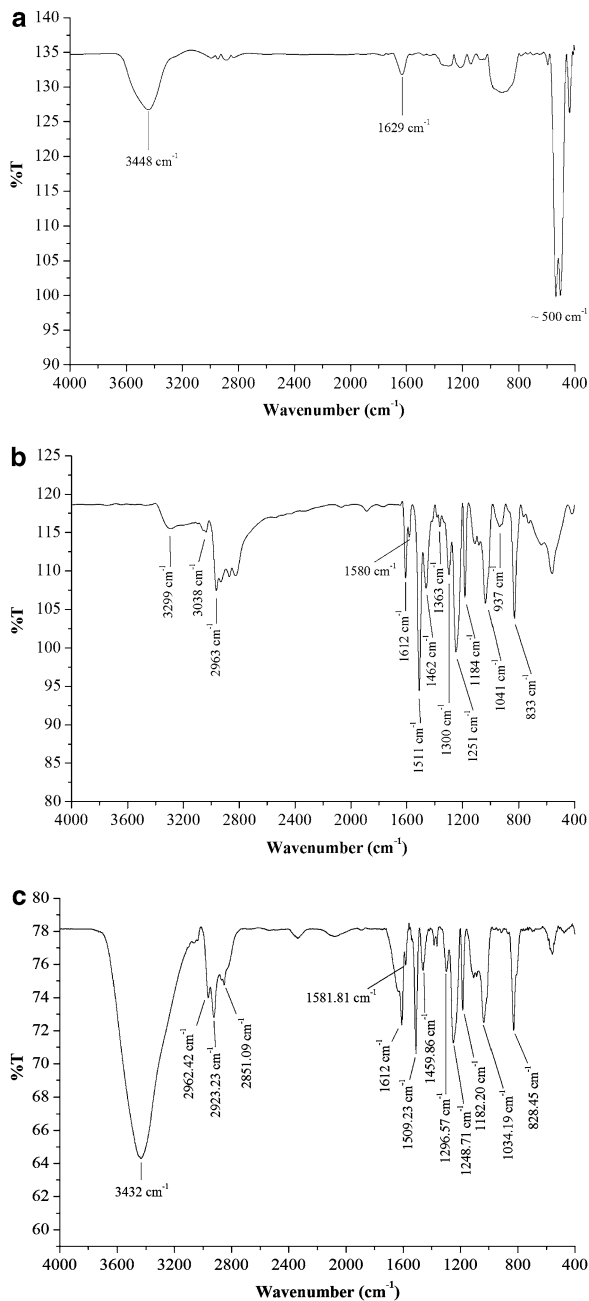 a
140
135
130
125
120
115
110
105
100
95
90
%T
3448 cm-1
1629 cm-1
~ 500 cm-1
4000 3600 3200 2800 2400 2000 1600 1200 800 400
Wavenumber (cm-1)
b
125
120
115
110
105
100
95
90
85
80
%T
3299 cm-1
3038 cm-1
2963 cm-1
1580 cm-1
1612 cm-1
1511 cm-1
1462 cm-1
1363 cm-1
1300 cm-1
1251 cm-1
1184 cm-1
1041 cm-1
937 cm-1
833 cm-1
4000 3600 3200 2800 2400 2000 1600 1200 800 400
Wavenumber (cm-1)
c
80
78
76
74
72
70
68
66
64
62
60
%T
3432 cm-1
2962.42 cm-1
2923.23 cm-1
2851.09 cm-1
1581.81 cm-1
1612 cm-1
1509.23 cm-1
1459.86 cm-1
1296.57 cm-1
1248.71 cm-1
1182.20 cm-1
1034.19 cm-1
828.45 cm-1
4000 3600 3200 2800 2400 2000 1600 1200 800 400
Wavenumber (cm-1)